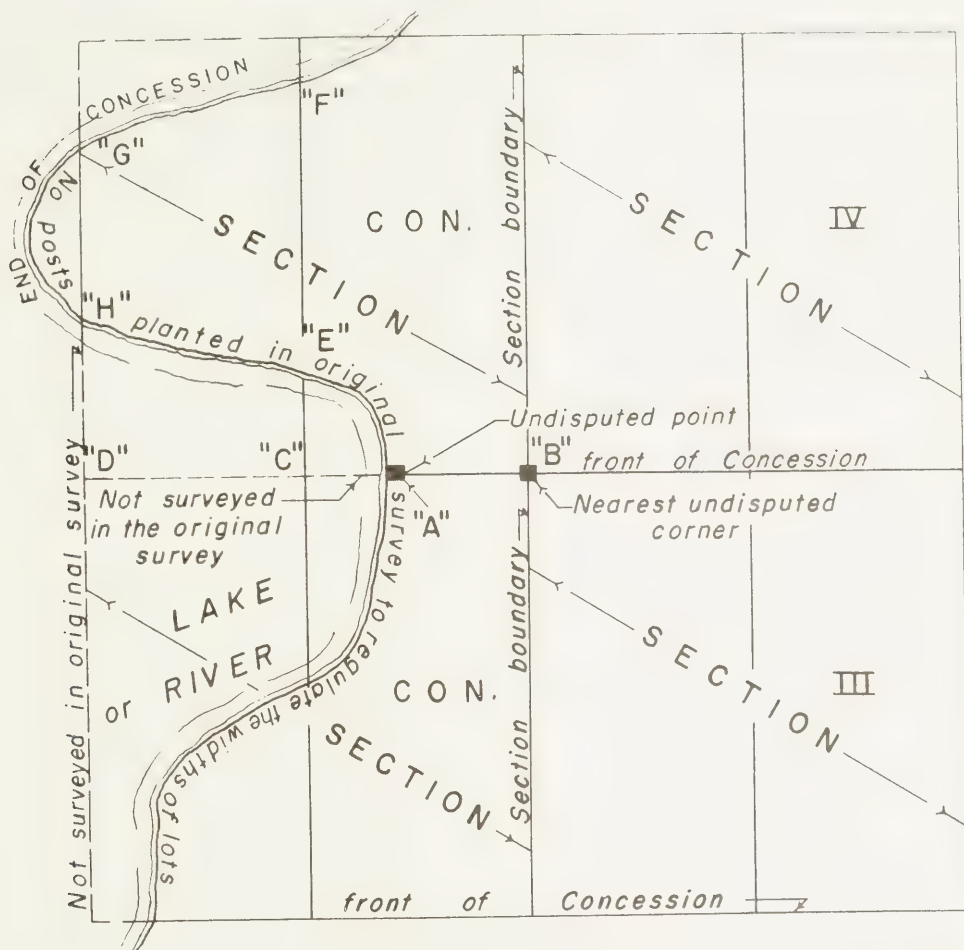 END OF CONCESSION
"F"
"G"
Section boundary
CON.
IV
SECTION
SECTION
"H"
"E"
No posts planted in original survey to regulate the widths of lots
Undisputed point
"D"
"C"
"B"
front of Concession
Not surveyed
in the original
survey
"A"
Nearest undisputed
corner
Not surveyed in original survey
LAKE
or RIVER
Section boundary
CON.
III
SECTION
SECTION
front of Concession